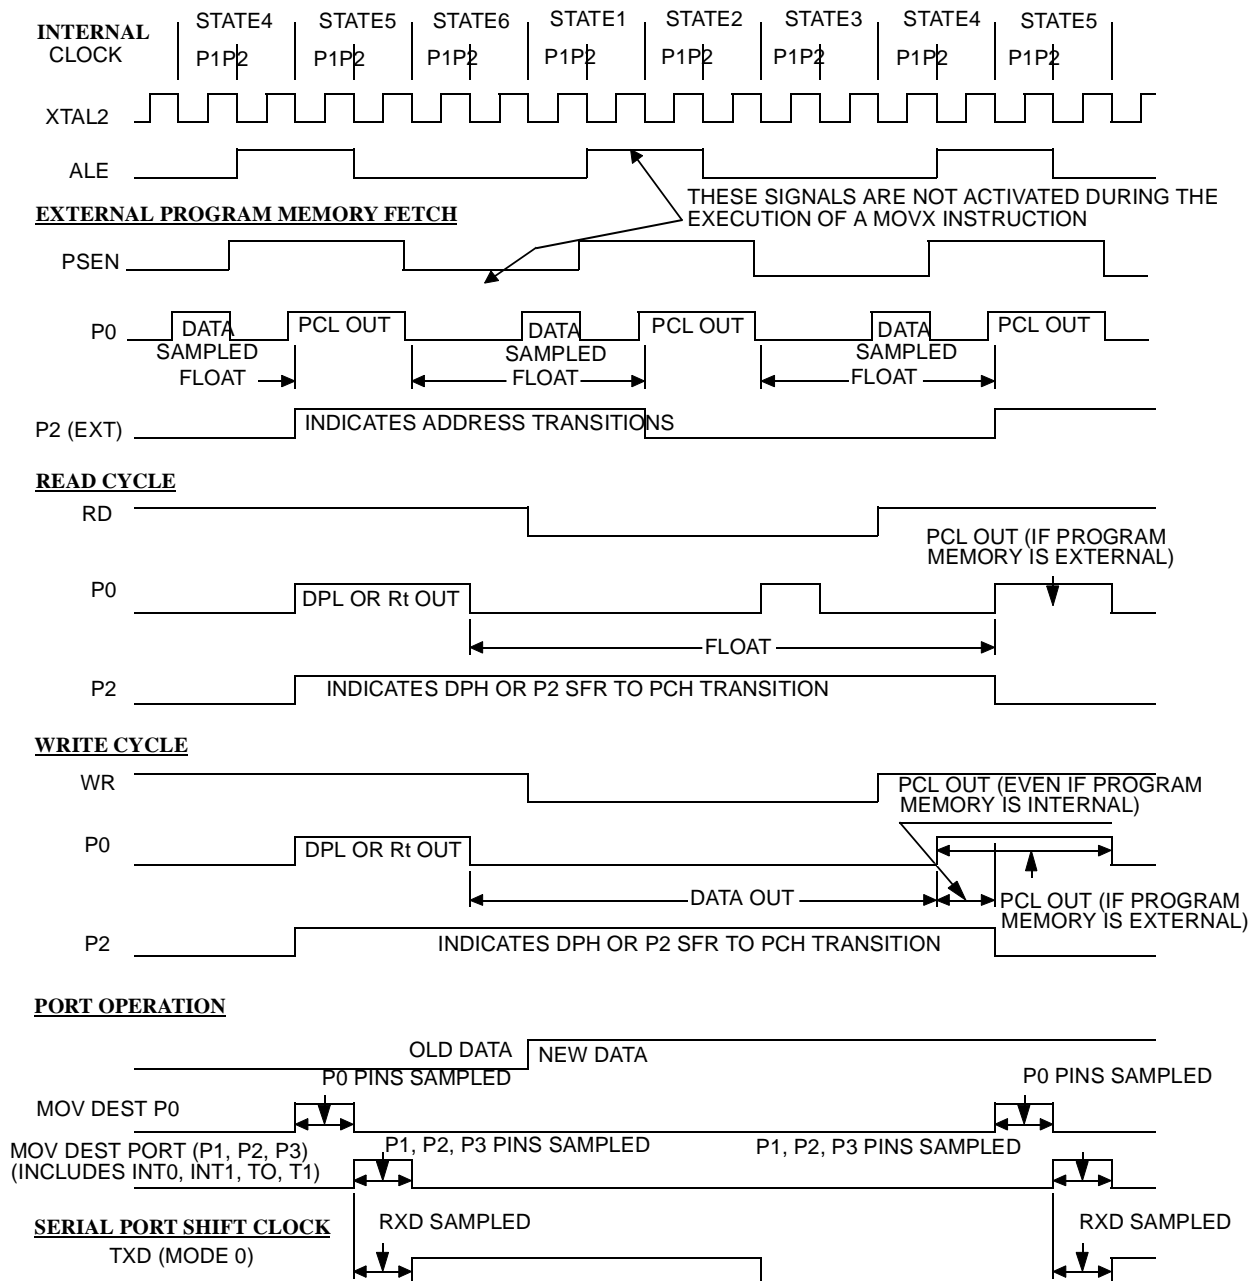 INTERNAL
CLOCK
STATE4 STATE5 STATE6 STATE1 STATE2 STATE3 STATE4 STATE5
P1P2 P1P2 P1P2 P1P2 P1P2 P1P2 P1P2 P1P2
XTAL2
ALE
THESE SIGNALS ARE NOT ACTIVATED DURING THE
EXECUTION OF A MOVX INSTRUCTION
EXTERNAL PROGRAM MEMORY FETCH
PSEN
P0
DATA PCL OUT DATA PCL OUT DATA PCL OUT
SAMPLED SAMPLED SAMPLED
FLOAT FLOAT FLOAT
P2 (EXT)
INDICATES ADDRESS TRANSITIONS
READ CYCLE
RD
PCL OUT (IF PROGRAM
MEMORY IS EXTERNAL)
P0
DPL OR Rt OUT
FLOAT
P2
INDICATES DPH OR P2 SFR TO PCH TRANSITION
WRITE CYCLE
WR
PCL OUT (EVEN IF PROGRAM
MEMORY IS INTERNAL)
P0
DPL OR Rt OUT
DATA OUT
PCL OUT (IF PROGRAM
MEMORY IS EXTERNAL)
P2
INDICATES DPH OR P2 SFR TO PCH TRANSITION
PORT OPERATION
OLD DATA NEW DATA
P0 PINS SAMPLED P0 PINS SAMPLED
MOV DEST P0
MOV DEST PORT (P1, P2, P3)
(INCLUDES INT0, INT1, TO, T1)
P1, P2, P3 PINS SAMPLED P1, P2, P3 PINS SAMPLED
SERIAL PORT SHIFT CLOCK
RXD SAMPLED RXD SAMPLED
TXD (MODE 0)